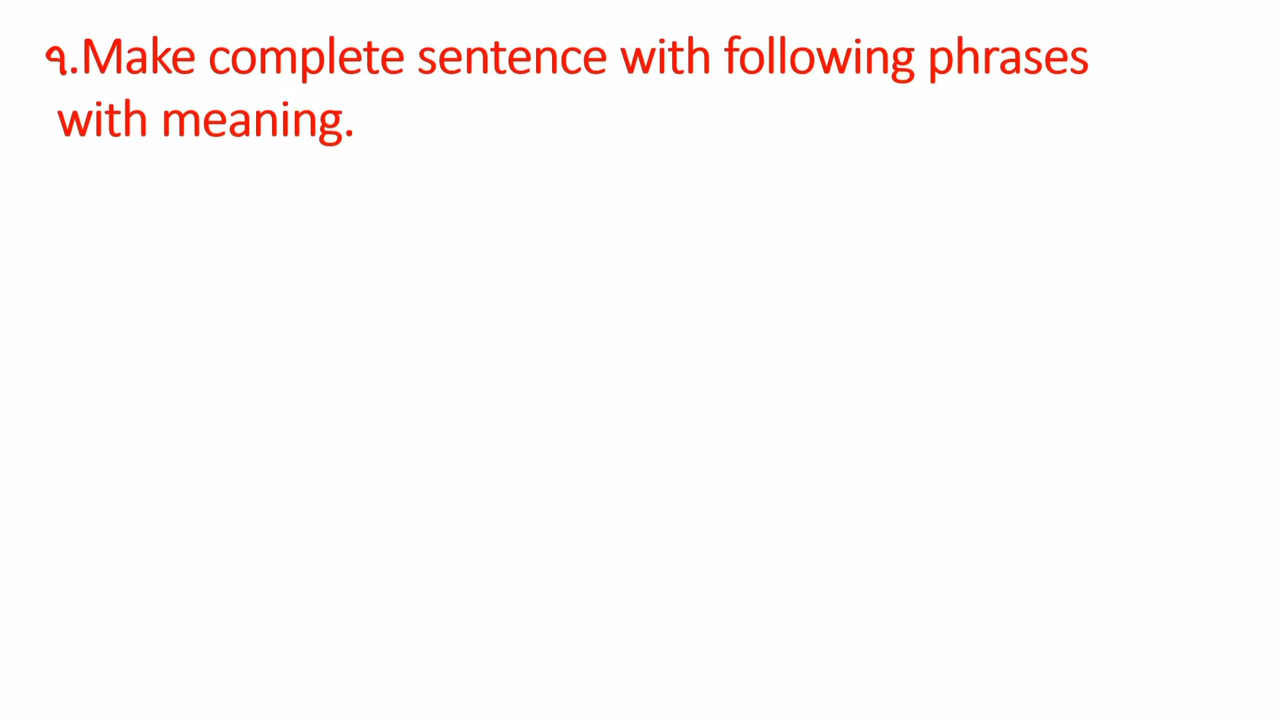 ৭.Make complete sentence with following phrases
with meaning.